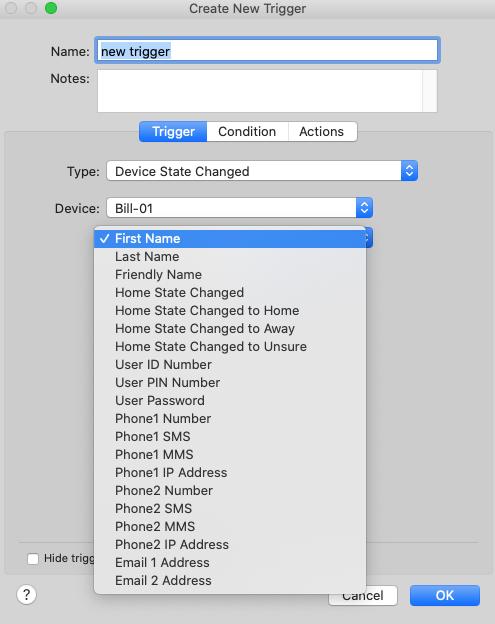 Create New Trigger
Name: new trigger
Notes:
Trigger Condition Actions
Type: Device State Changed
Device: Bill-01
✓ First Name
Last Name
Friendly Name
Home State Changed
Home State Changed to Home
Home State Changed to Away
Home State Changed to Unsure
User ID Number
User PIN Number
User Password
Phone1 Number
Phone1 SMS
Phone1 MMS
Phone1 IP Address
Phone2 Number
Phone2 SMS
Phone2 MMS
Phone2 IP Address
Email 1 Address
Email 2 Address
Hide trigg
? Cancel OK